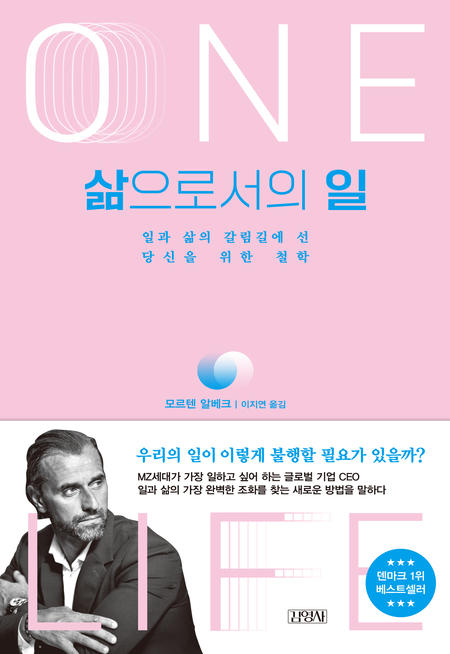 ONE
삶으로서의 일
일과 삶의 갈림길에 선
당신을 위한 철학
모르텐 알베크 | 이지연 옮김
우리의 일이 이렇게 불행할 필요가 있을까?
MZ세대가 가장 일하고 싶어 하는 글로벌 기업 CEO
일과 삶의 가장 완벽한 조화를 찾는 새로운 방법을 말하다
LIFE
★★★
덴마크 1위
베스트셀러
★★★
김영사